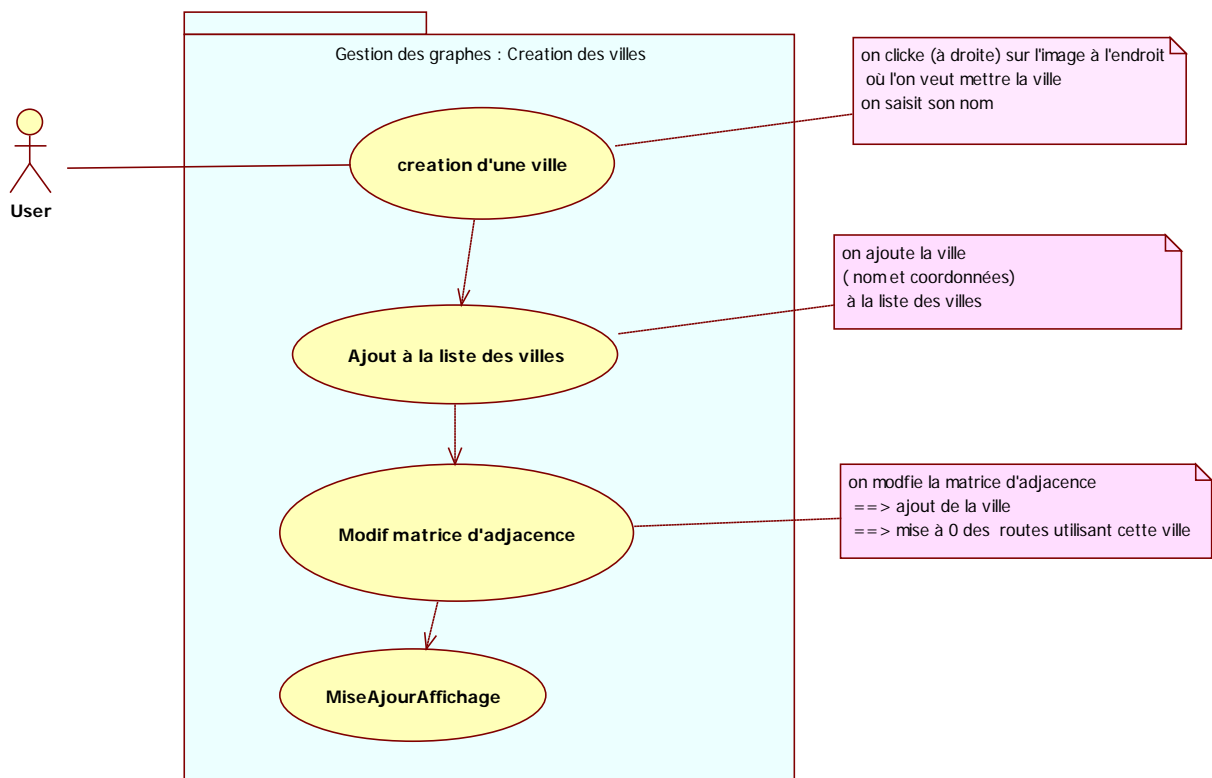 Gestion des graphes : Creation des villes
on clicke (à droite) sur l'image à l'endroit
où l'on veut mettre la ville
on saisit son nom
creation d'une ville
User
on ajoute la ville
( nom et coordonnées)
à la liste des villes
Ajout à la liste des villes
on modfie la matrice d'adjacence
==> ajout de la ville
==> mise à 0 des routes utilisant cette ville
Modif matrice d'adjacence
MiseAjourAffichage